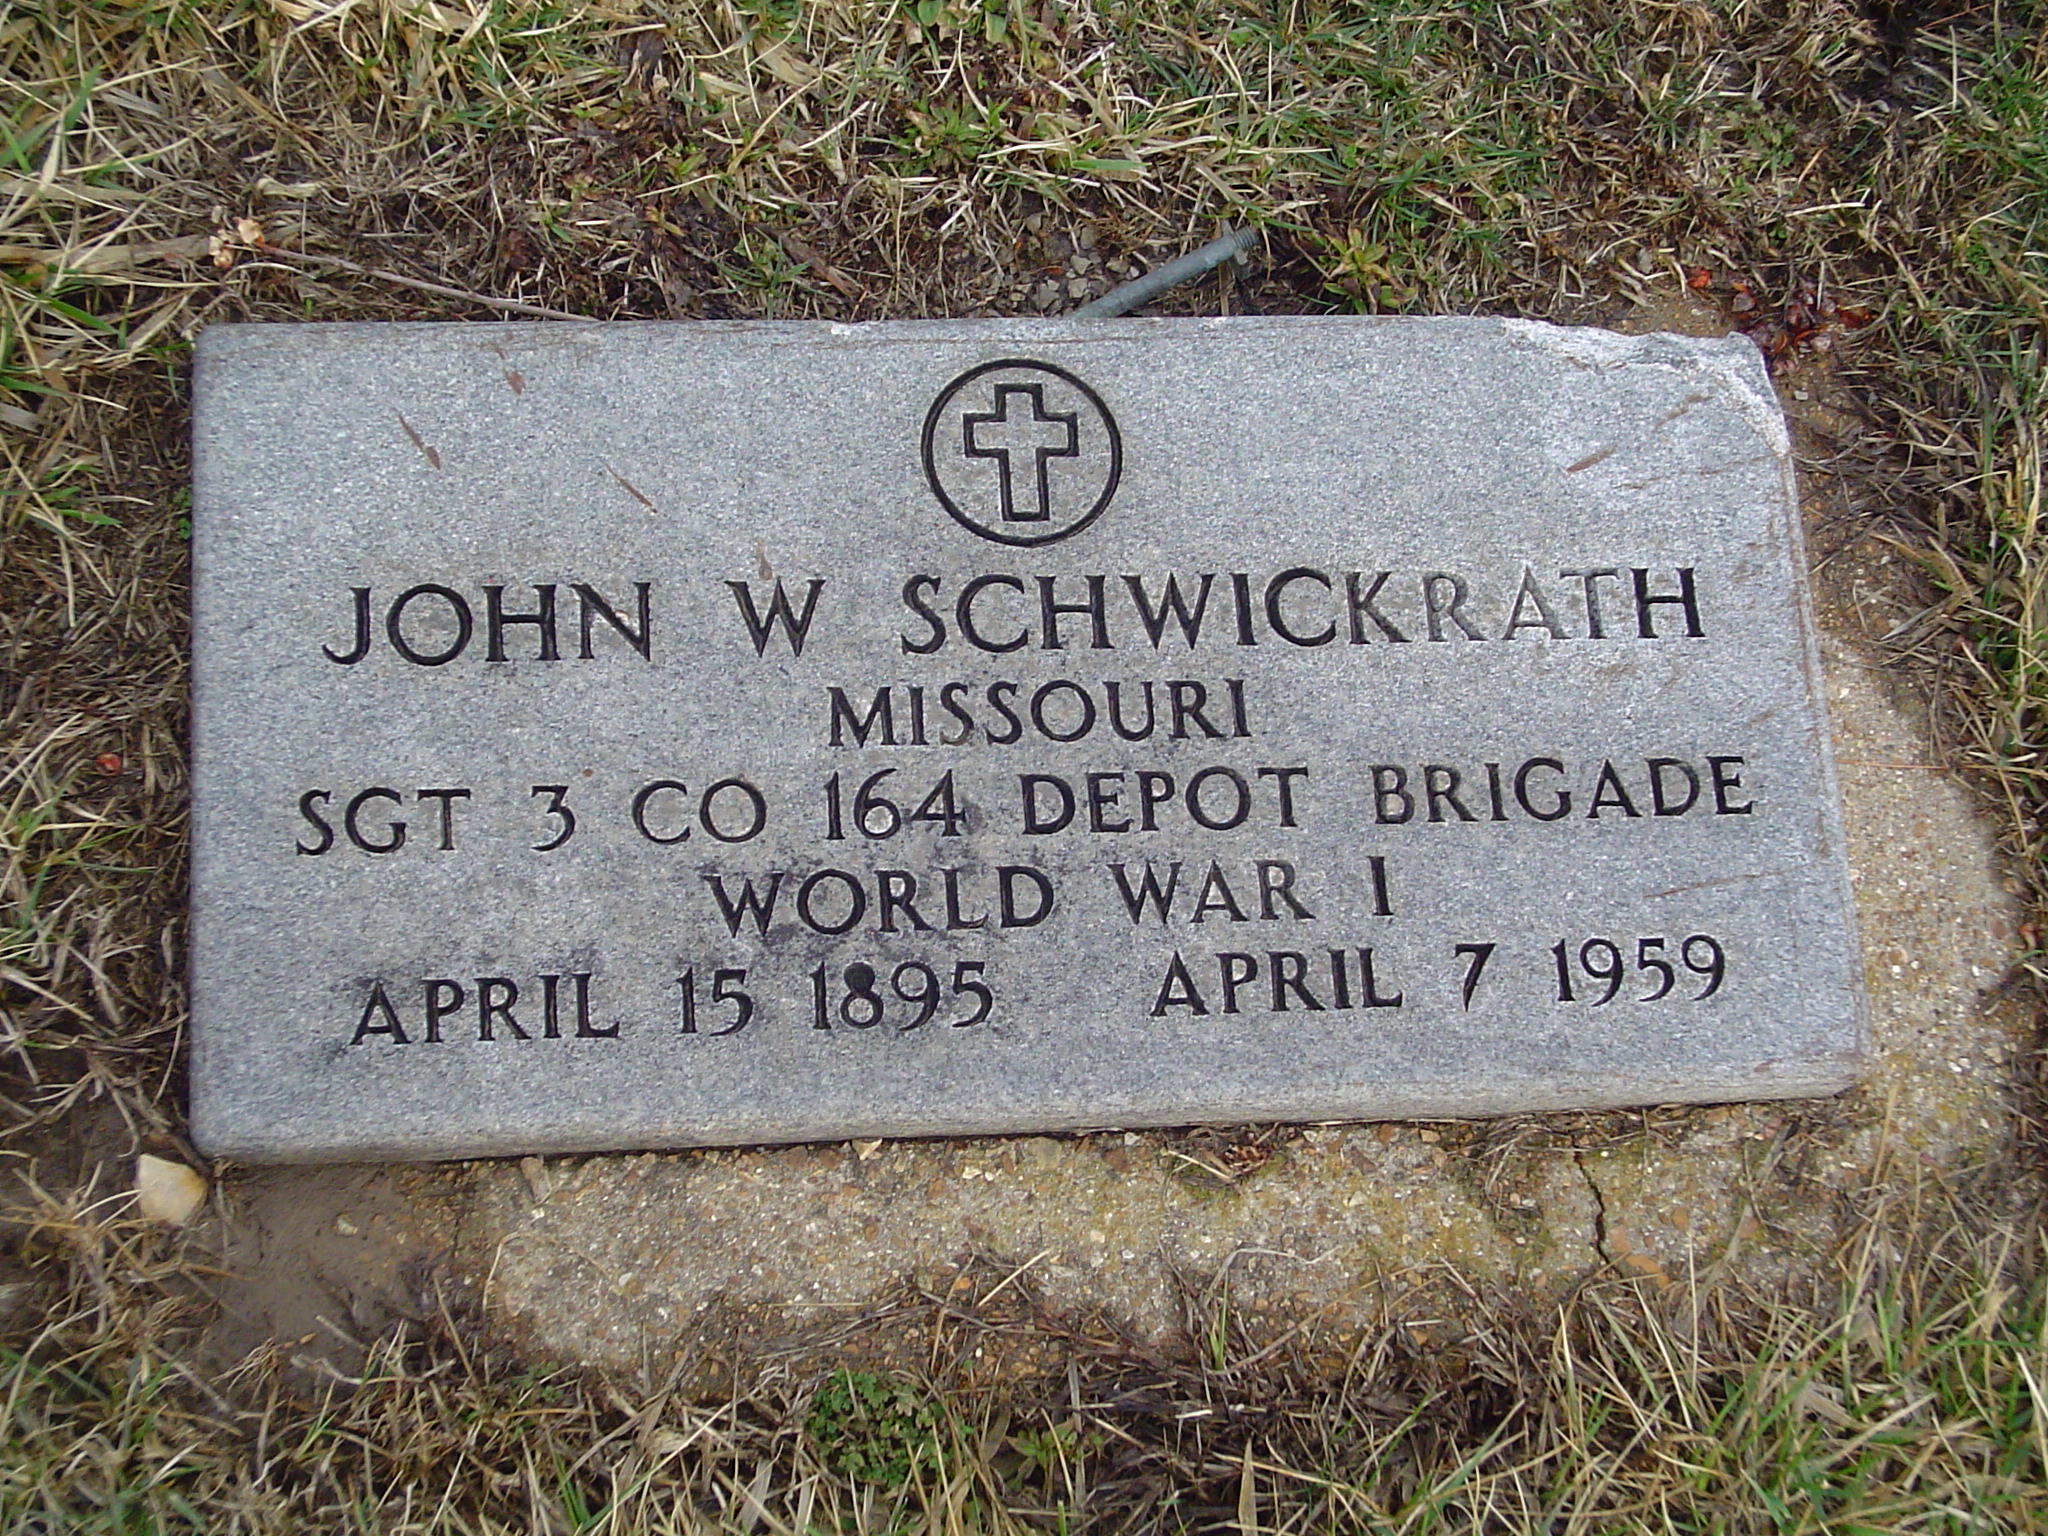 JOHN W SCHWICKRATH
MISSOURI
SGT 3 CO 164 DEPOT BRIGADE
WORLD WAR I
APRIL 15 1895 APRIL 7 1959